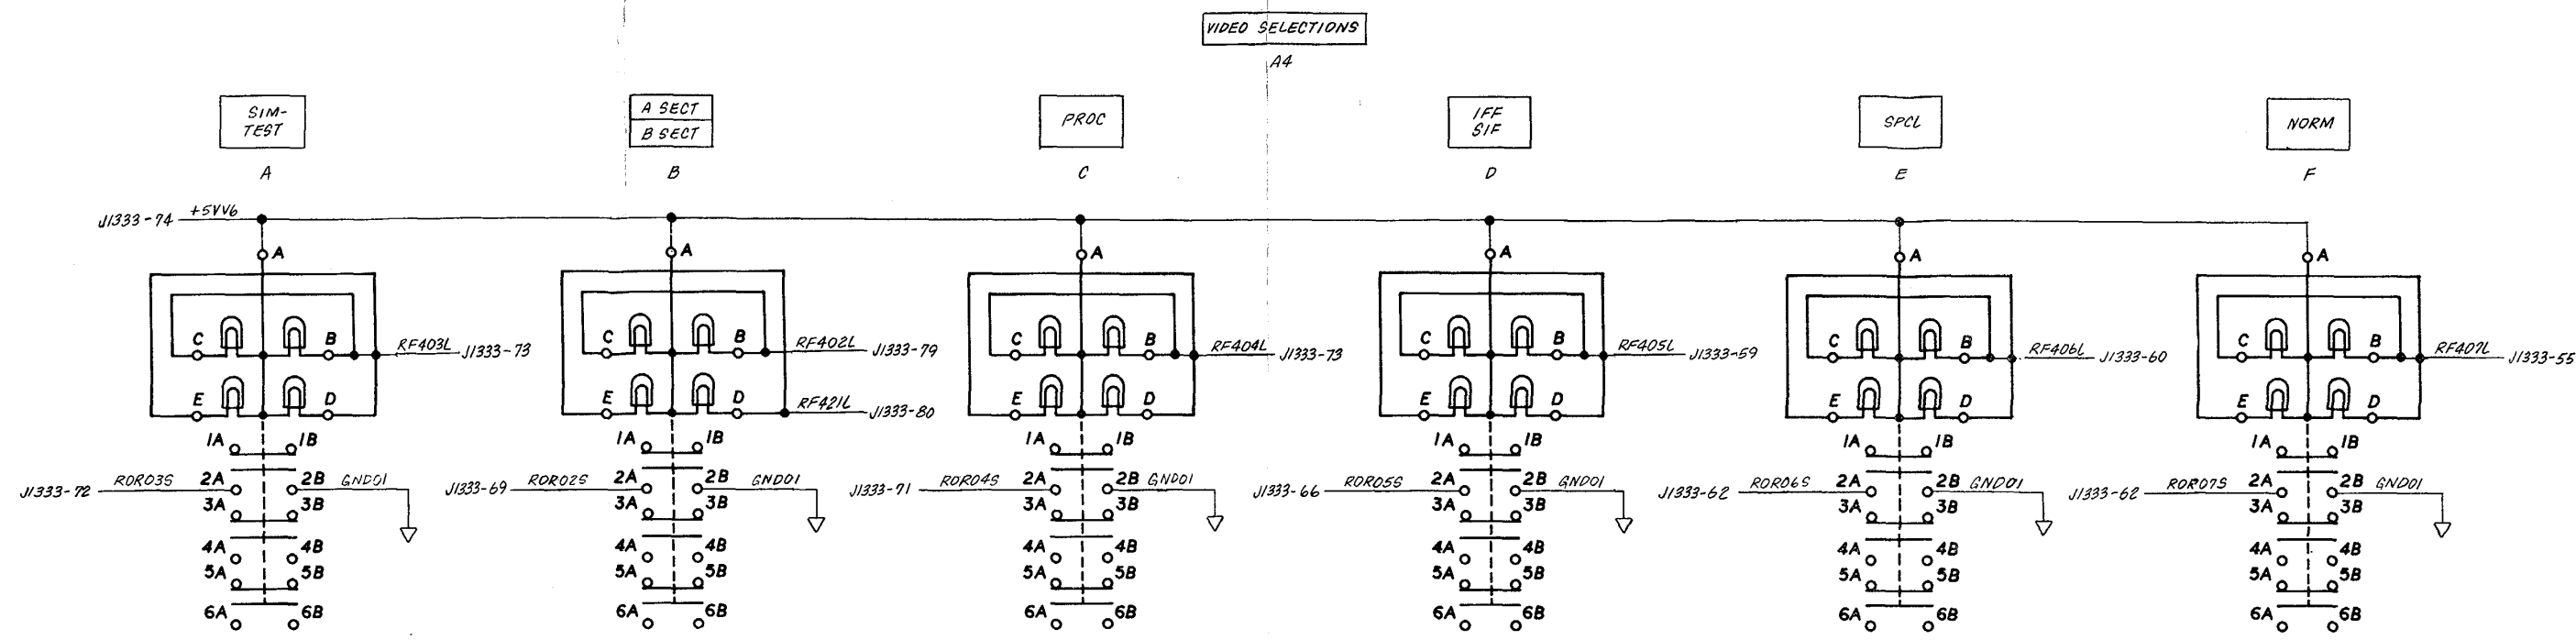 VIDEO SELECTIONS
A4
SIM-
TEST
A SECT
B SECT
PROC
IFF
SIF
SPCL
NORM
A B C D E F
J1333-74 +5VV6
A A A A A A
C B RF403L J1333-73 C B RF402L J1333-79 C B RF404L J1333-73 C B RF405L J1333-59 C B RF406L J1333-60 C B RF407L J1333-55
E D E D RF421L J1333-80 E D E D E D E D
1A 1B 1A 1B 1A 1B 1A 1B 1A 1B 1A 1B
J1333-72 ROR03S 2A 2B GND01 J1333-69 ROR02S 2A 2B GND01 J1333-71 ROR04S 2A 2B GND01 J1333-66 ROR05S 2A 2B GND01 J1333-62 ROR06S 2A 2B GND01 J1333-62 ROR07S 2A 2B GND01
3A 3B 3A 3B 3A 3B 3A 3B 3A 3B 3A 3B
4A 4B 4A 4B 4A 4B 4A 4B 4A 4B 4A 4B
5A 5B 5A 5B 5A 5B 5A 5B 5A 5B 5A 5B
6A 6B 6A 6B 6A 6B 6A 6B 6A 6B 6A 6B